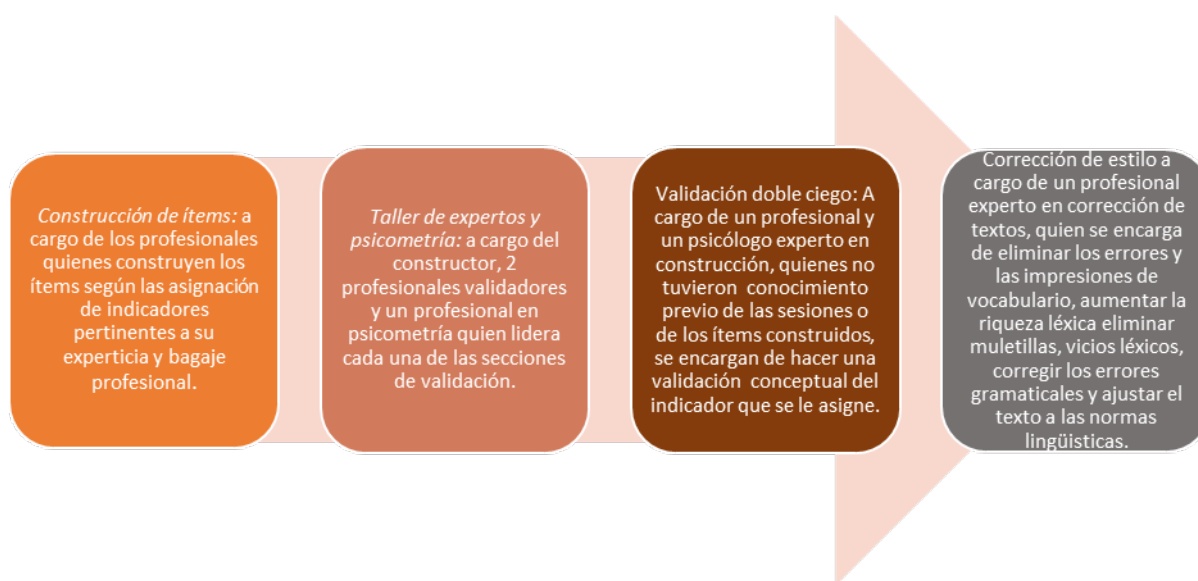 Construcción de ítems: a
cargo de los profesionales
quienes construyen los
ítems según las asignación
de indicadores
pertinentes a su
experticia y bagaje
profesional.
Taller de expertos y
psicometría: a cargo del
constructor, 2
profesionales validadores
y un profesional en
psicometría quien lidera
cada una de las secciones
de validación.
Validación doble ciego: A
cargo de un profesional y
un psicólogo experto en
construcción, quienes no
tuvieron conocimiento
previo de las sesiones o
de los ítems construidos,
se encargan de hacer una
validación conceptual del
indicador que se le asigne.
Corrección de estilo a
cargo de un profesional
experto en corrección de
textos, quien se encarga
de eliminar los errores y
las impresiones de
vocabulario, aumentar la
riqueza léxica eliminar
muletillas, vicios léxicos,
corregir los errores
gramaticales y ajustar el
texto a las normas
lingüisticas.